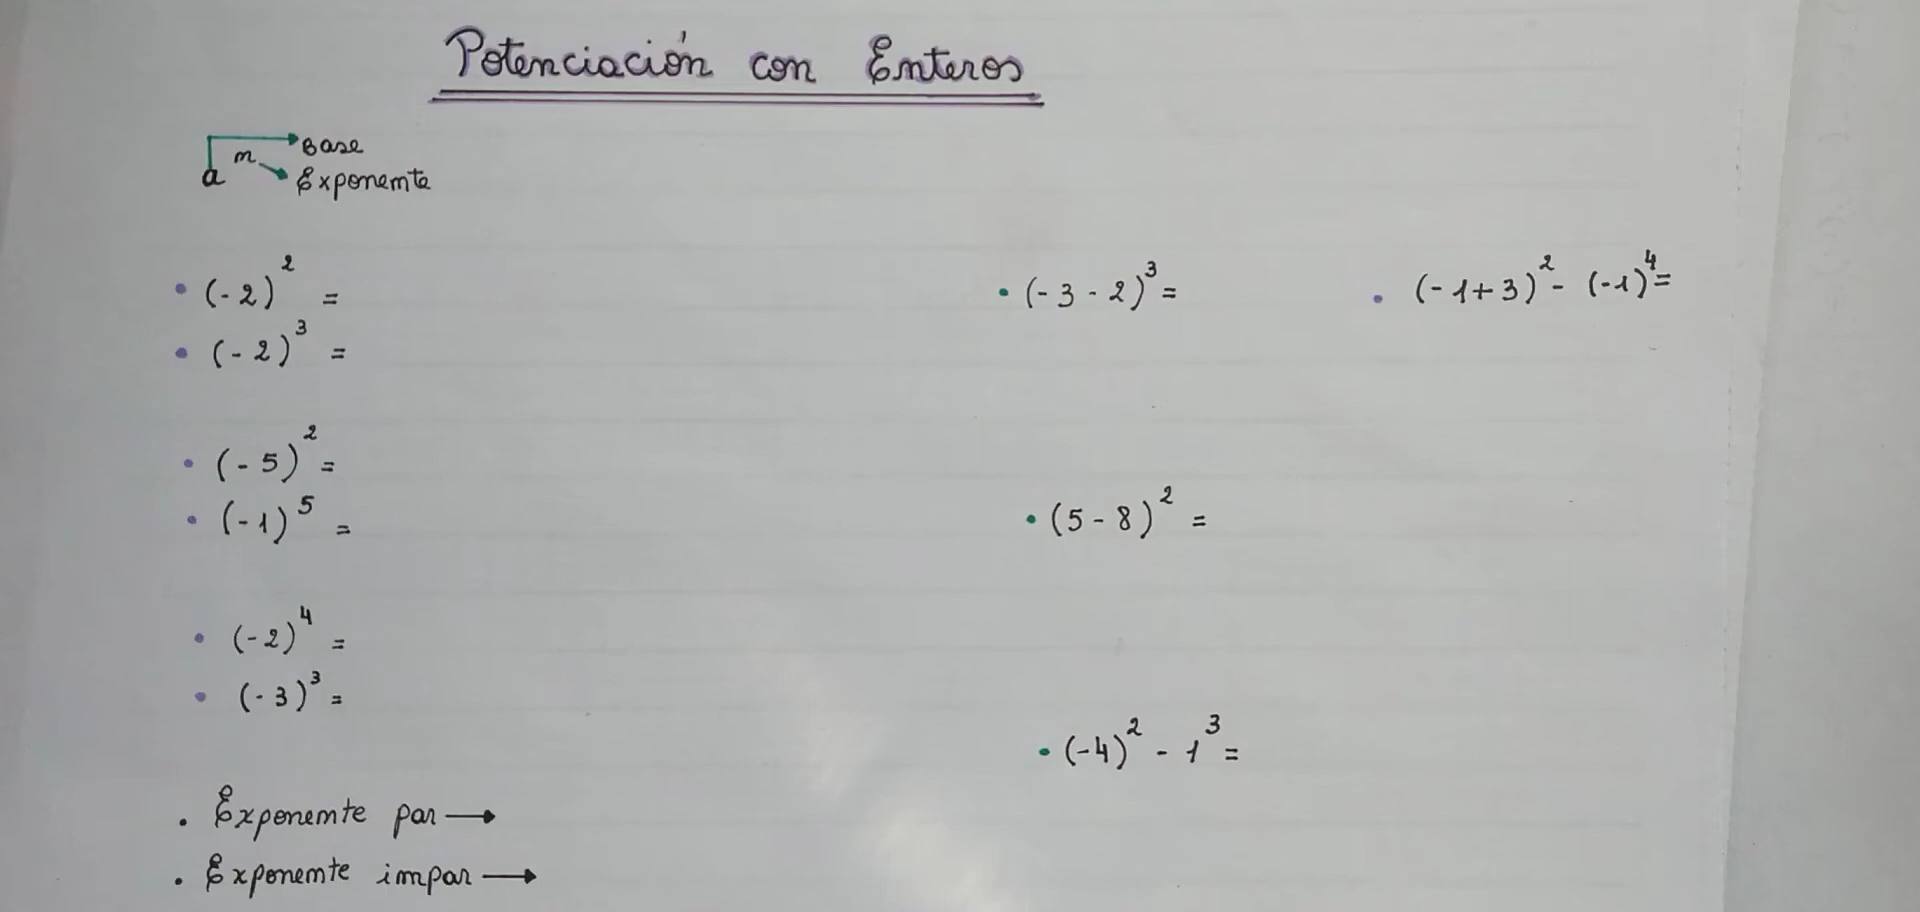 Potenciación con Enteros
Base
a^m Exponente
• (-2)^2 =
• (-2)^3 =
• (-5)^2 =
• (-1)^5 =
• (-2)^4 =
• (-3)^3 =
. Exponente par →
. Exponente impar →
• (-3-2)^3 =
• (5-8)^2 =
• (-4)^2 - 1^3 =
• (-1+3)^2 - (-1)^4 =